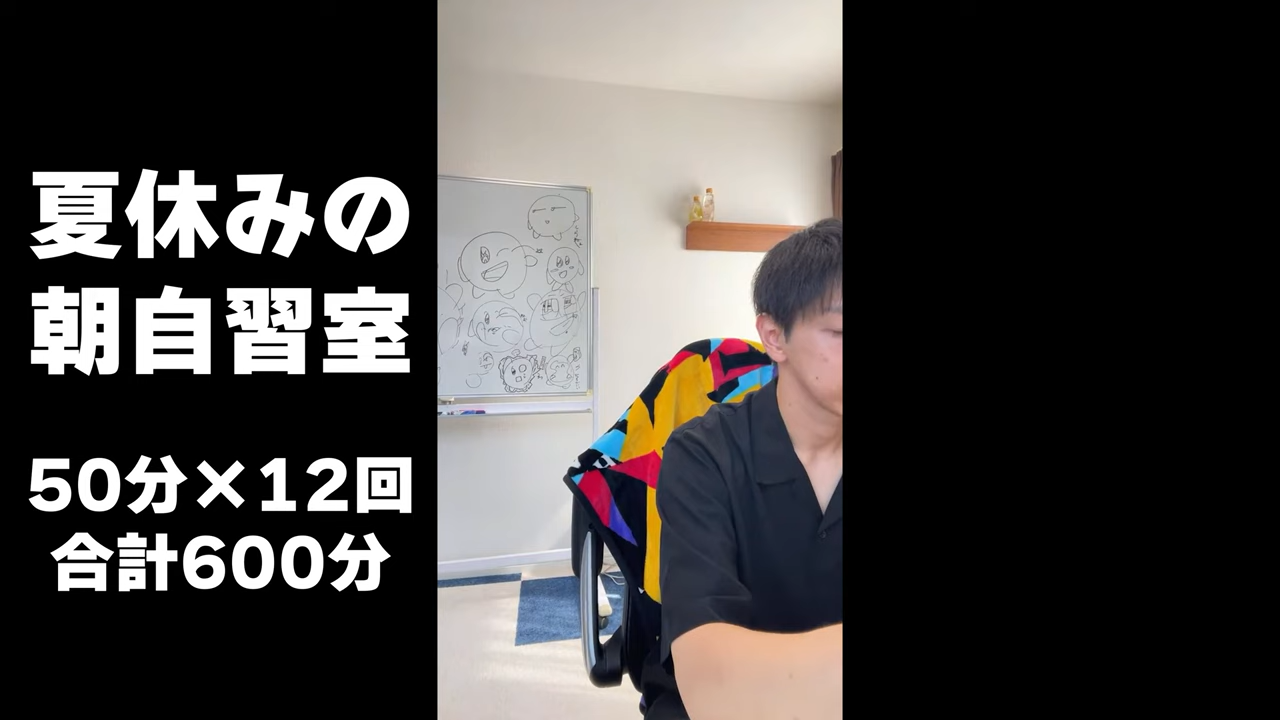 夏休みの
朝自習室
50分×12回
合計600分